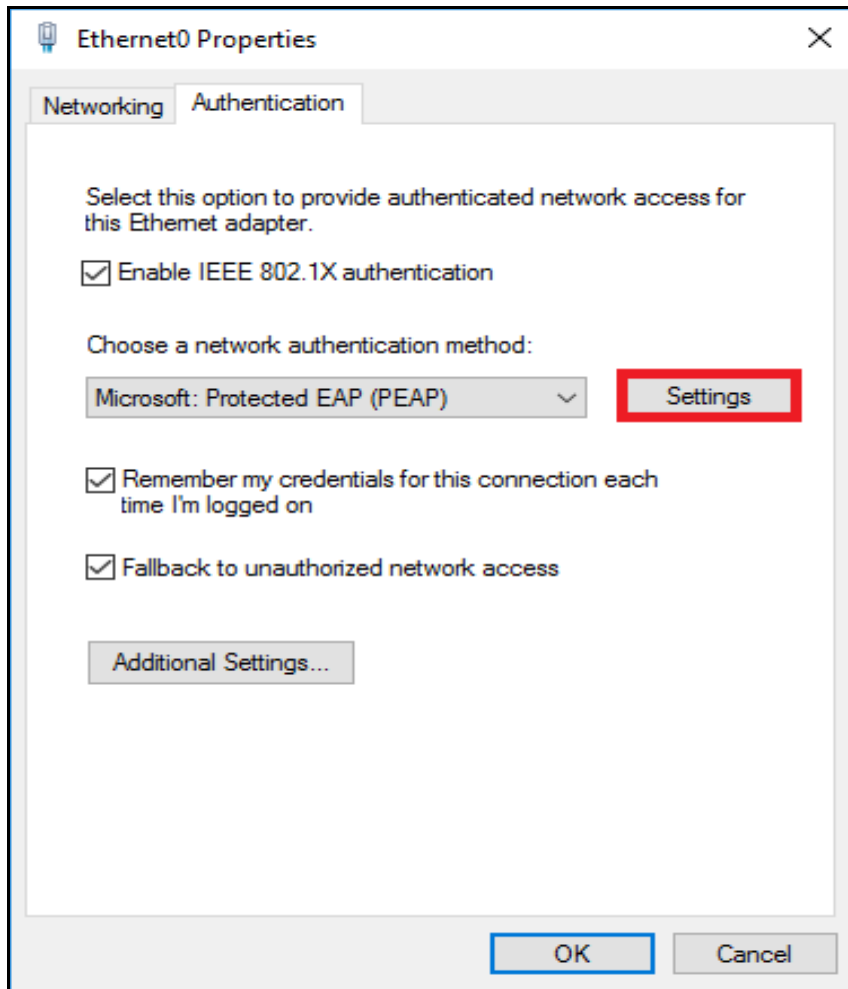 Ethernet0 Properties
Networking
Authentication
Select this option to provide authenticated network access for
this Ethernet adapter.
Enable IEEE 802.1X authentication
Choose a network authentication method:
Microsoft: Protected EAP (PEAP)
Settings
Remember my credentials for this connection each
time I'm logged on
Fallback to unauthorized network access
Additional Settings...
OK
Cancel